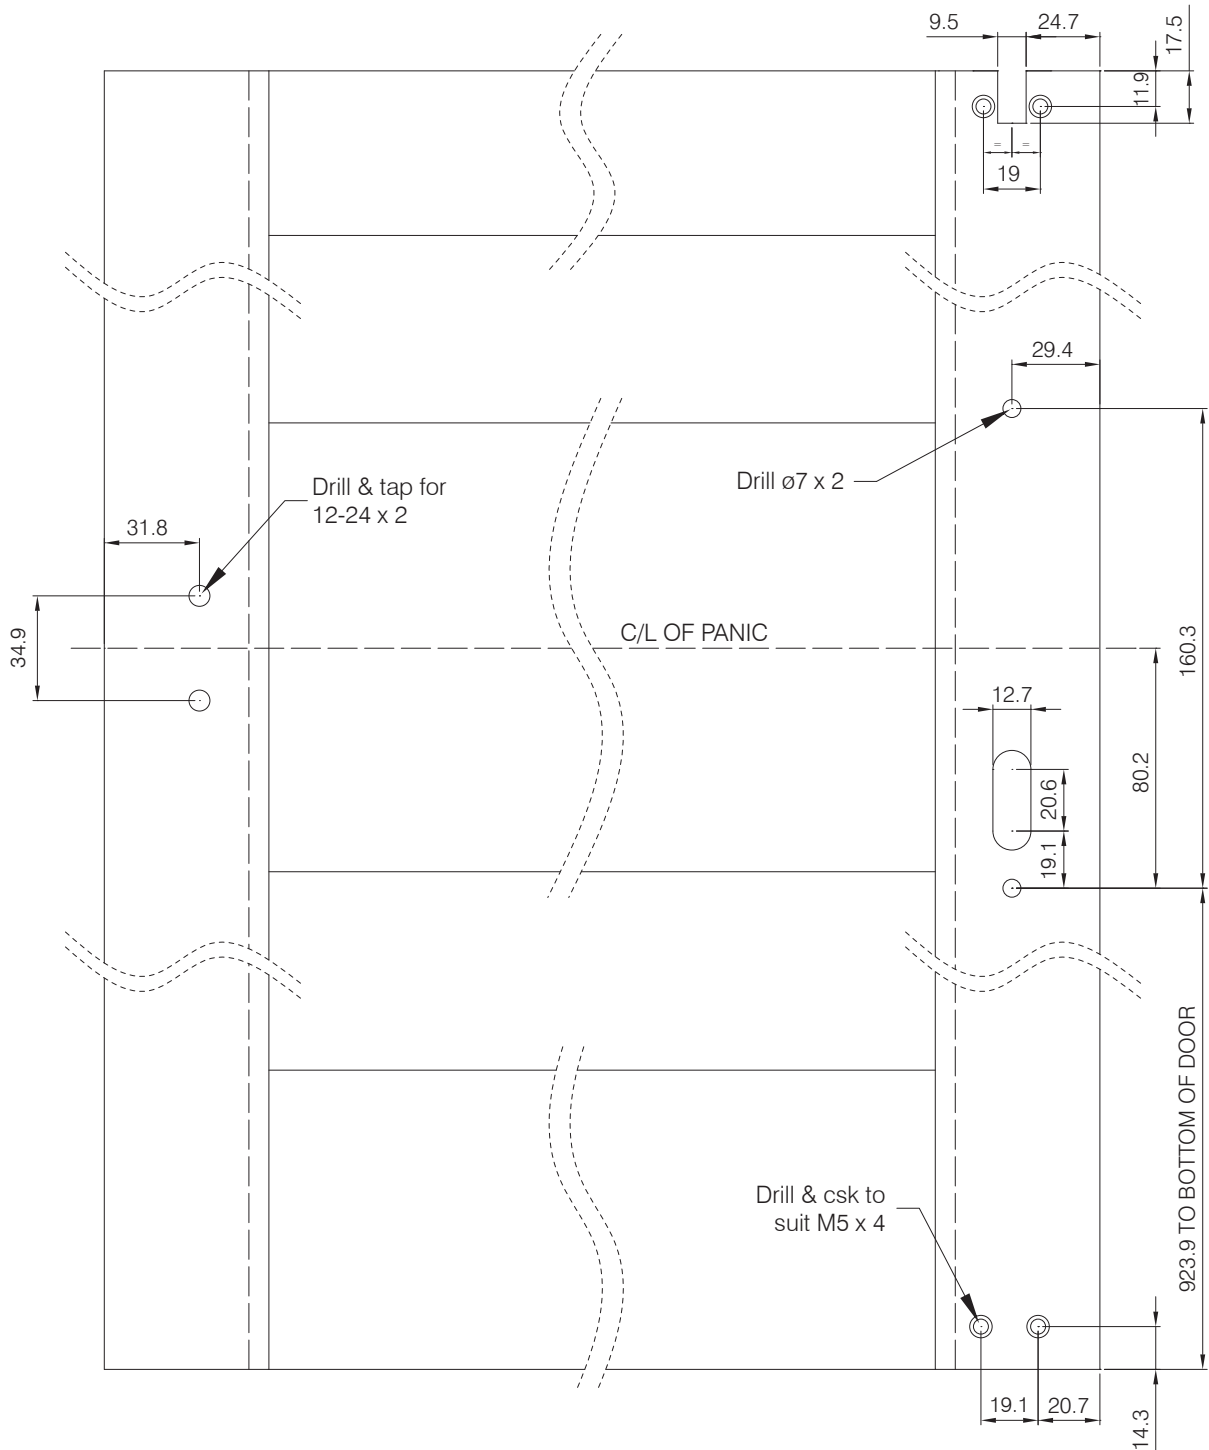 9.5
24.7
17.5
11.9
= =
19
29.4
Drill & tap for
12-24 x 2
Drill ø7 x 2
31.8
34.9
C/L OF PANIC
160.3
12.7
80.2
20.6
19.1
923.9 TO BOTTOM OF DOOR
Drill & csk to
suit M5 x 4
19.1
20.7
14.3